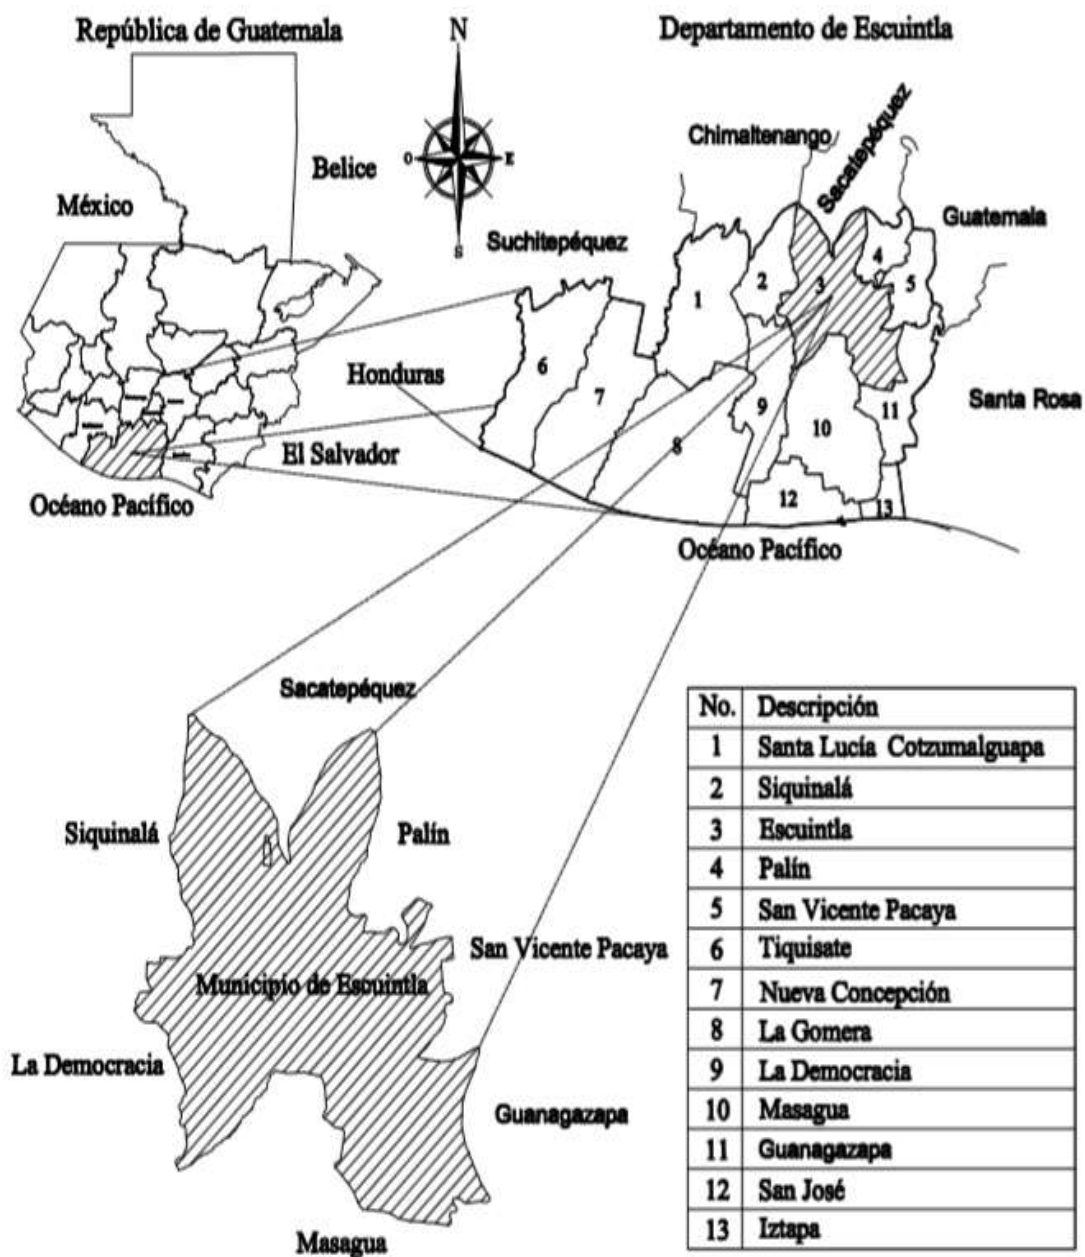 República de Guatemala
N
Departamento de Escuintla
Chimaltenango
Sacatepéquez
Belice
México
O
E
S
Suchitepéquez
Guatemala
1
2
3
4
5
6
7
8
9
10
11
12
13
Honduras
Santa Rosa
El Salvador
Océano Pacífico
Océano Pacífico
Sacatepéquez
Siquinalá
Palín
San Vicente Pacaya
Municipio de Escuintla
La Democracia
Guanagazapa
Masagua
No. Descripción
1 Santa Lucía Cotzumalguapa
2 Siquinalá
3 Escuintla
4 Palín
5 San Vicente Pacaya
6 Tiquisate
7 Nueva Concepción
8 La Gomera
9 La Democracia
10 Masagua
11 Guanagazapa
12 San José
13 Iztapa